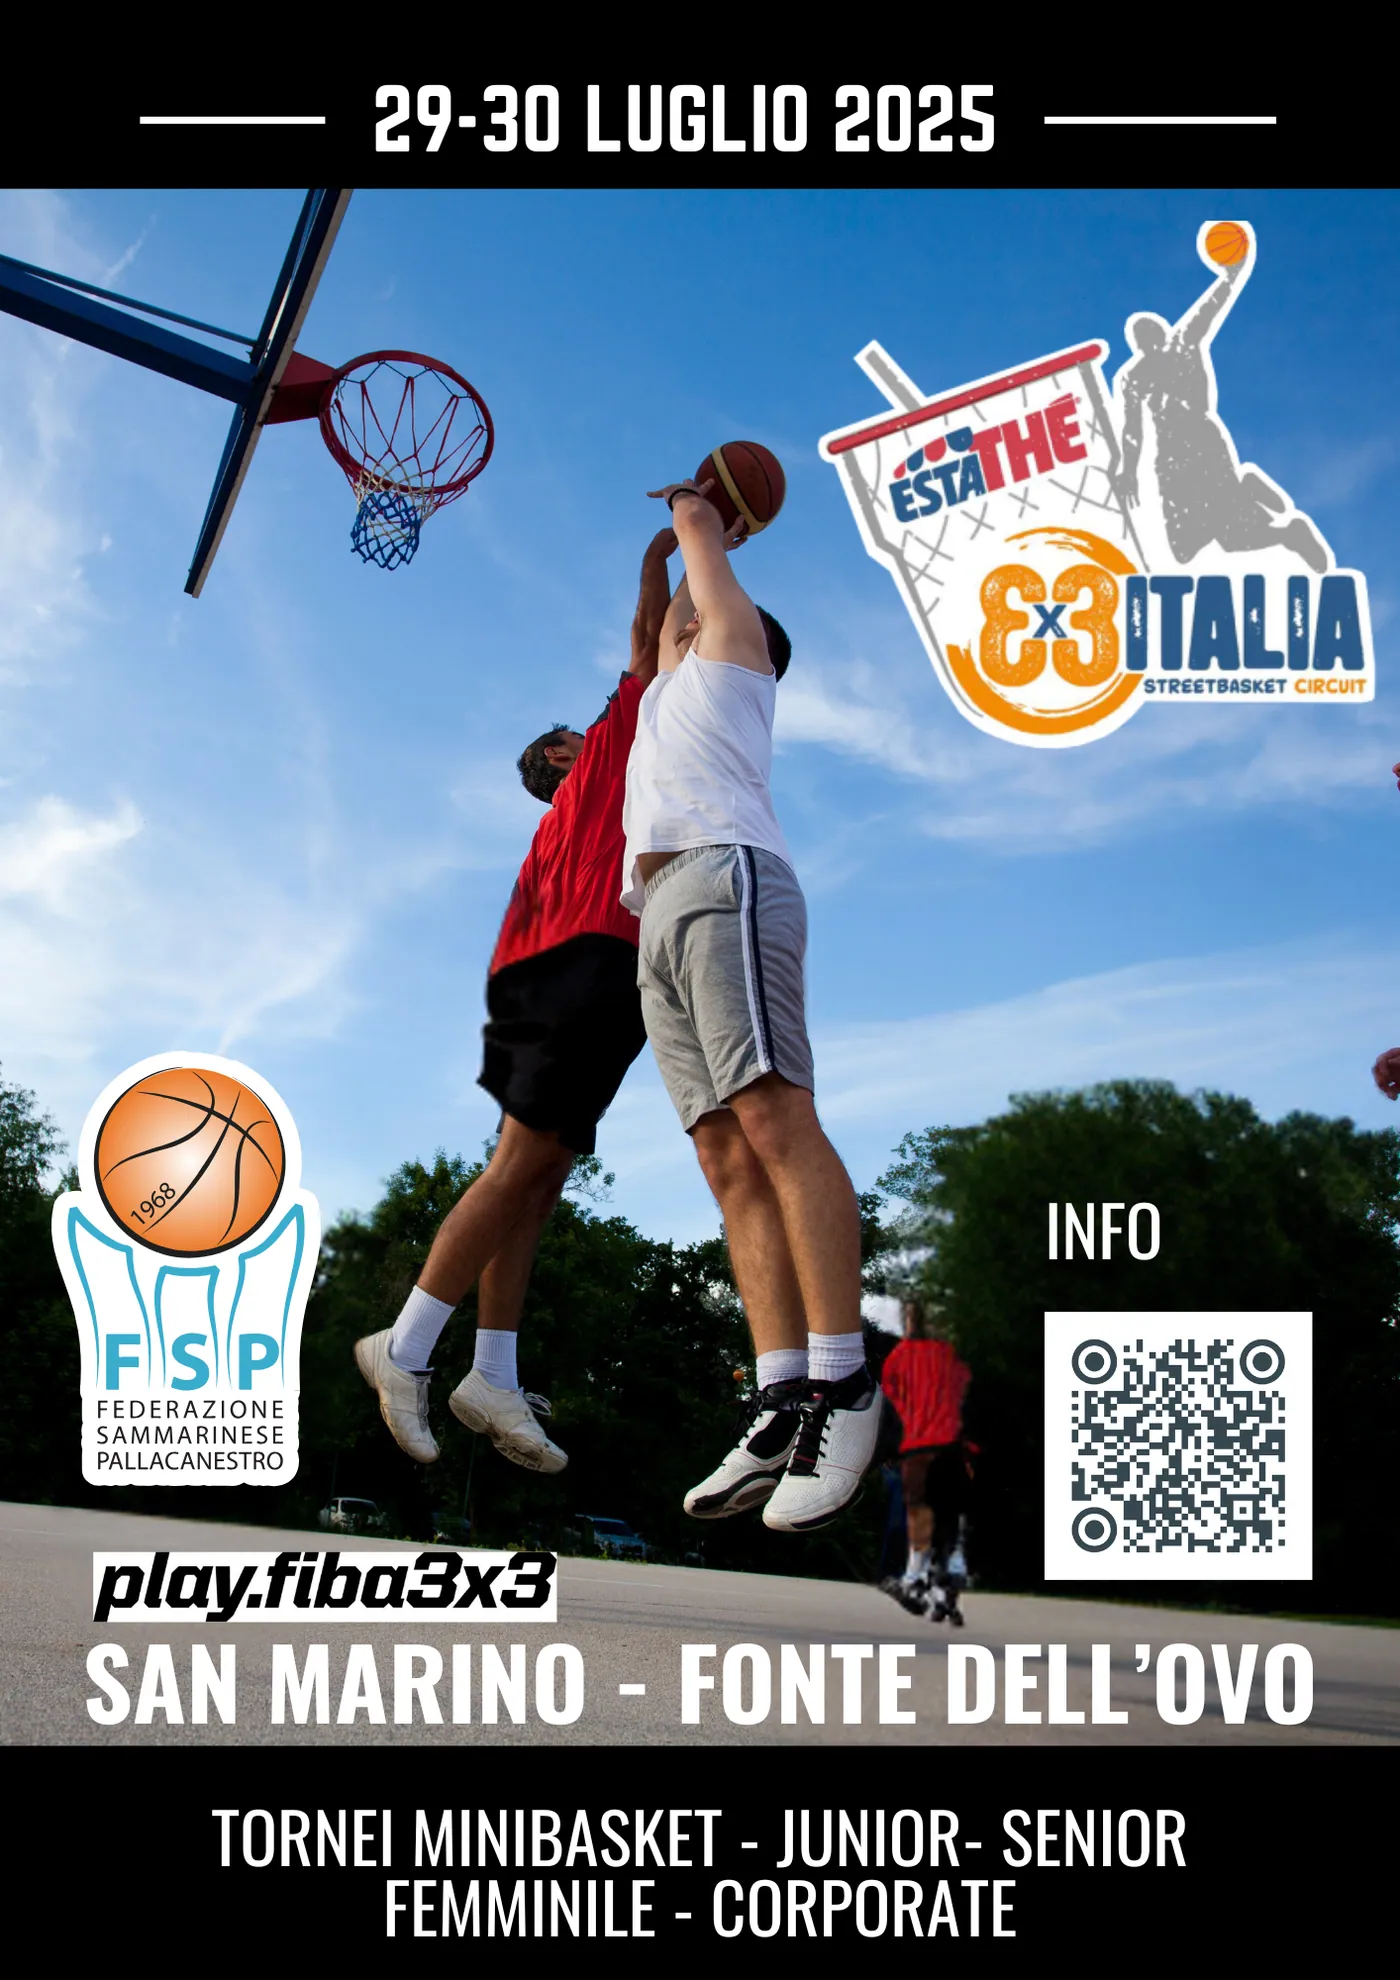 29-30 LUGLIO 2025
ESTATHÉ
3x3 ITALIA
STREETBASKET CIRCUIT
1968
FSP
FEDERAZIONE
SAMMARINESE
PALLACANESTRO
INFO
play.fiba3x3
SAN MARINO - FONTE DELL’OVO
TORNEI MINIBASKET - JUNIOR- SENIOR
FEMMINILE - CORPORATE